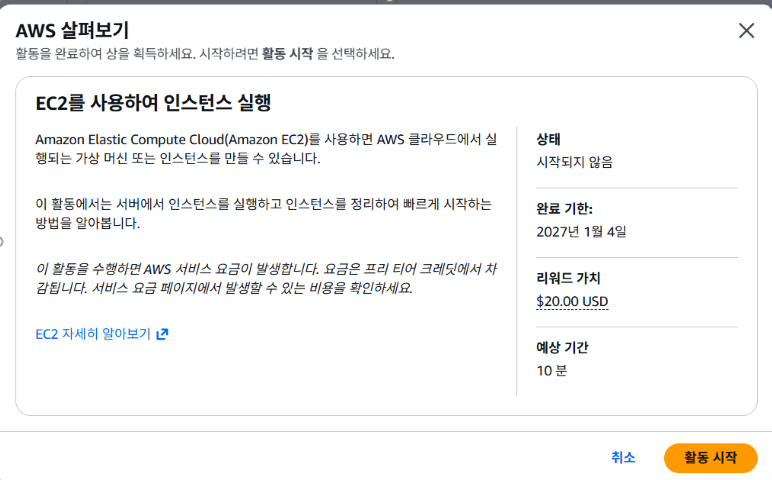 AWS 살펴보기
활동을 완료하여 상을 획득하세요. 시작하려면 활동 시작 을 선택하세요.
EC2를 사용하여 인스턴스 실행
Amazon Elastic Compute Cloud(Amazon EC2)를 사용하면 AWS 클라우드에서 실
행되는 가상 머신 또는 인스턴스를 만들 수 있습니다.
이 활동에서는 서버에서 인스턴스를 실행하고 인스턴스를 정리하여 빠르게 시작하는
방법을 알아봅니다.
이 활동을 수행하면 AWS 서비스 요금이 발생합니다. 요금은 프리 티어 크레딧에서 차
감됩니다. 서비스 요금 페이지에서 발생할 수 있는 비용을 확인하세요.
EC2 자세히 알아보기
상태
시작되지 않음
완료 기한:
2027년 1월 4일
리워드 가치
$20.00 USD
예상 기간
10 분
취소
활동 시작